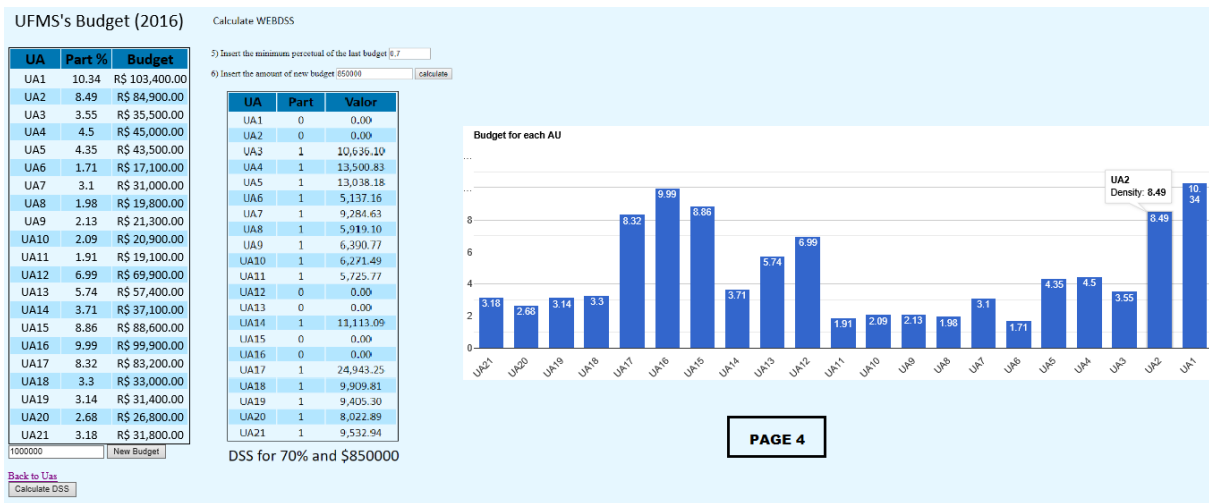 UFMS's Budget (2016)
UA Part % Budget
UA1 10.34 R$ 103,400.00
UA2 8.49 R$ 84,900.00
UA3 3.55 R$ 35,500.00
UA4 4.5 R$ 45,000.00
UA5 4.35 R$ 43,500.00
UA6 1.71 R$ 17,100.00
UA7 3.1 R$ 31,000.00
UA8 1.98 R$ 19,800.00
UA9 2.13 R$ 21,300.00
UA10 2.09 R$ 20,900.00
UA11 1.91 R$ 19,100.00
UA12 6.99 R$ 69,900.00
UA13 5.74 R$ 57,400.00
UA14 3.71 R$ 37,100.00
UA15 8.86 R$ 88,600.00
UA16 9.99 R$ 99,900.00
UA17 8.32 R$ 83,200.00
UA18 3.3 R$ 33,000.00
UA19 3.14 R$ 31,400.00
UA20 2.68 R$ 26,800.00
UA21 3.18 R$ 31,800.00
1000000 New Budget
Back to Uas
Calculate DSS
Calculate WEBDSS
5) Insert the minimum percetual of the last budget 0,7
6) Insert the amount of new budget 850000 calculate
UA Part Valor
UA1 0 0.00
UA2 0 0.00
UA3 1 10,636.10
UA4 1 13,500.83
UA5 1 13,038.18
UA6 1 5,137.16
UA7 1 9,284.63
UA8 1 5,919.10
UA9 1 6,390.77
UA10 1 6,271.49
UA11 1 5,725.77
UA12 0 0.00
UA13 0 0.00
UA14 1 11,113.09
UA15 0 0.00
UA16 0 0.00
UA17 1 24,943.25
UA18 1 9,909.81
UA19 1 9,405.30
UA20 1 8,022.89
UA21 1 9,532.94
DSS for 70% and $850000
Budget for each AU
...
...
8
6
4
2
0
3.18 2.68 3.14 3.3 8.32 9.99 8.86 3.71 5.74 6.99 1.91 2.09 2.13 1.98 3.1 1.71 4.35 4.5 3.55 8.49 10.
34
UA2
Density: 8.49
UA21 UA20 UA19 UA18 UA17 UA16 UA15 UA14 UA13 UA12 UA11 UA10 UA9 UA8 UA7 UA6 UA5 UA4 UA3 UA2 UA1
PAGE 4